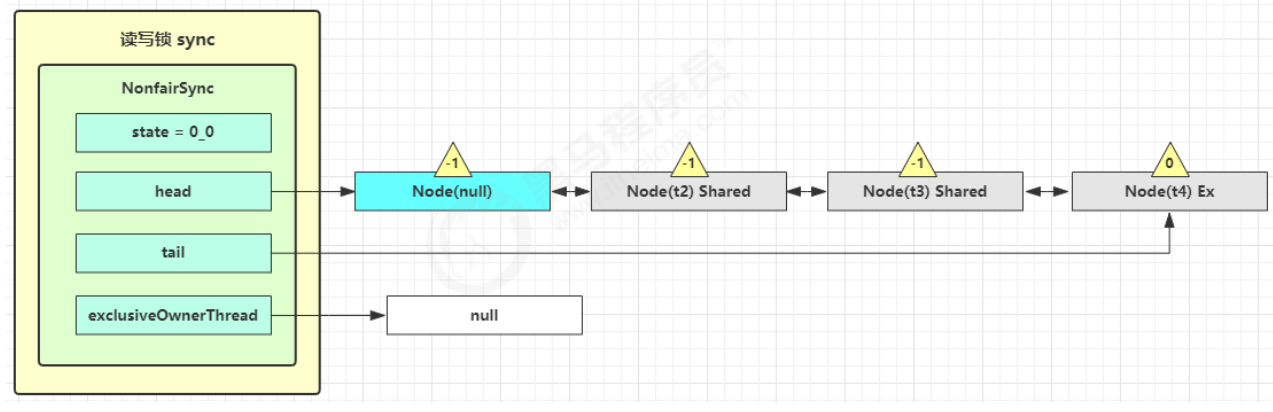 读写锁 sync
NonfairSync
state = 0_0
head
tail
exclusiveOwnerThread
-1
Node(null)
-1
Node(t2) Shared
-1
Node(t3) Shared
0
Node(t4) Ex
null
黑马程序员
www.itheima.com